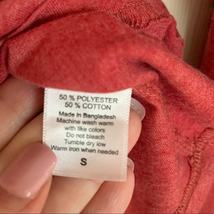 50 % POLYESTER
50 % COTTON
Made In Bangladesh
Machine wash warm
with like colors
Do not bleach
Tumble dry low
Warm iron when needed
S